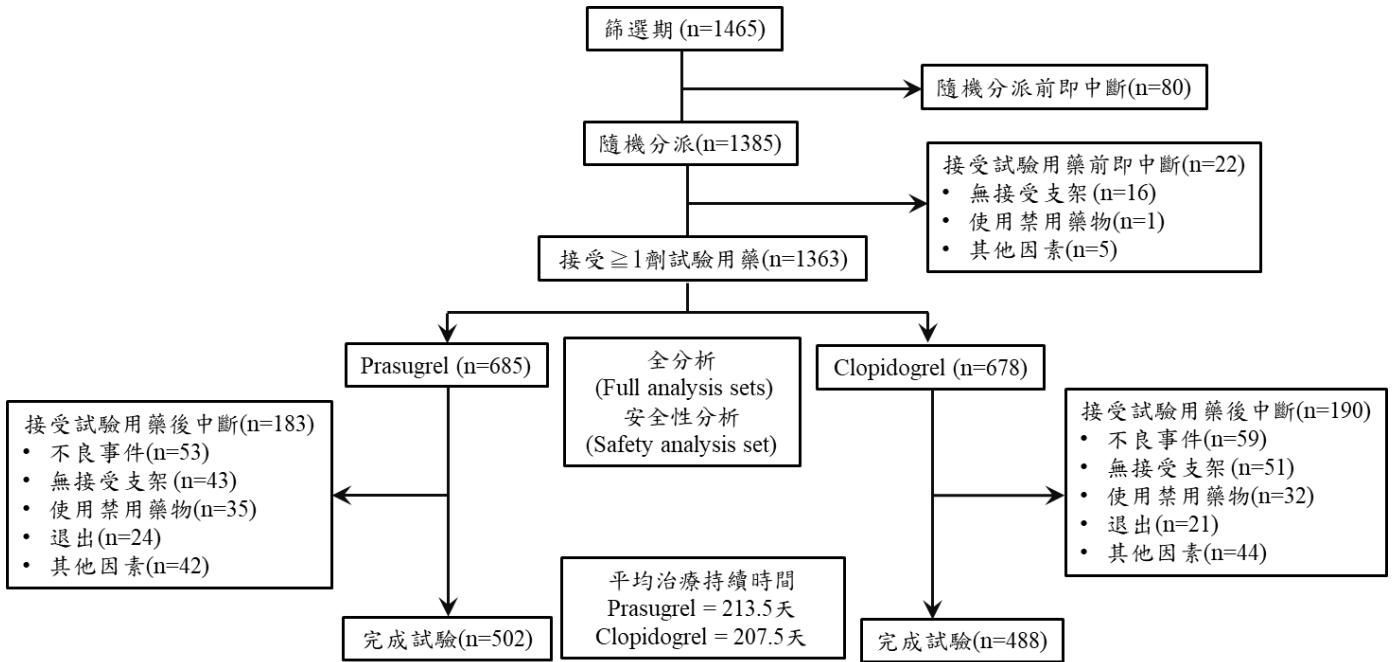 篩選期 (n=1465)
隨機分派前即中斷(n=80)
隨機分派(n=1385)
接受試驗用藥前即中斷(n=22)
• 無接受支架(n=16)
• 使用禁用藥物(n=1)
• 其他因素(n=5)
接受≧1劑試驗用藥(n=1363)
Prasugrel (n=685)
全分析
(Full analysis sets)
安全性分析
(Safety analysis set)
Clopidogrel (n=678)
接受試驗用藥後中斷(n=183)
• 不良事件(n=53)
• 無接受支架(n=43)
• 使用禁用藥物(n=35)
• 退出(n=24)
• 其他因素(n=42)
接受試驗用藥後中斷(n=190)
• 不良事件(n=59)
• 無接受支架(n=51)
• 使用禁用藥物(n=32)
• 退出(n=21)
• 其他因素(n=44)
平均治療持續時間
Prasugrel = 213.5天
Clopidogrel = 207.5天
完成試驗(n=502)
完成試驗(n=488)